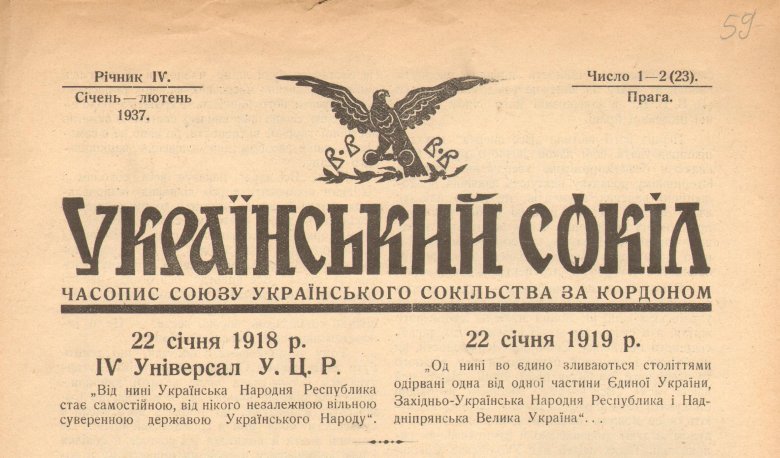 59
Річник IV.
Січень—лютень
1937.
Число 1—2 (23).
Прага.
В·В В·В
УКРАЇНСЬКИЙ СОКІЛ
ЧАСОПИС СОЮЗУ УКРАЇНСЬКОГО СОКІЛЬСТВА ЗА КОРДОНОМ
22 січня 1918 р.
IV Універсал У. Ц. Р.
„Від нині Українська Народня Республика
стає самостійною, від нікого незалежною вільною
суверенною державою Українського Народу".
22 січня 1919 р.
„Од нині во єдино зливаються століттями
одірвані одна від одної частини Єдиної України,
Західньо-Українська Народня Республика і Над-
дніпрянська Велика Україна"...